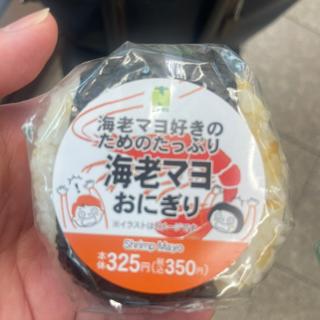 海老マヨ好きの
ためのたっぷり
海老マヨ
おにぎり
※イラストはイメージです
Shrimp Mayo
本体325円(税込350円)